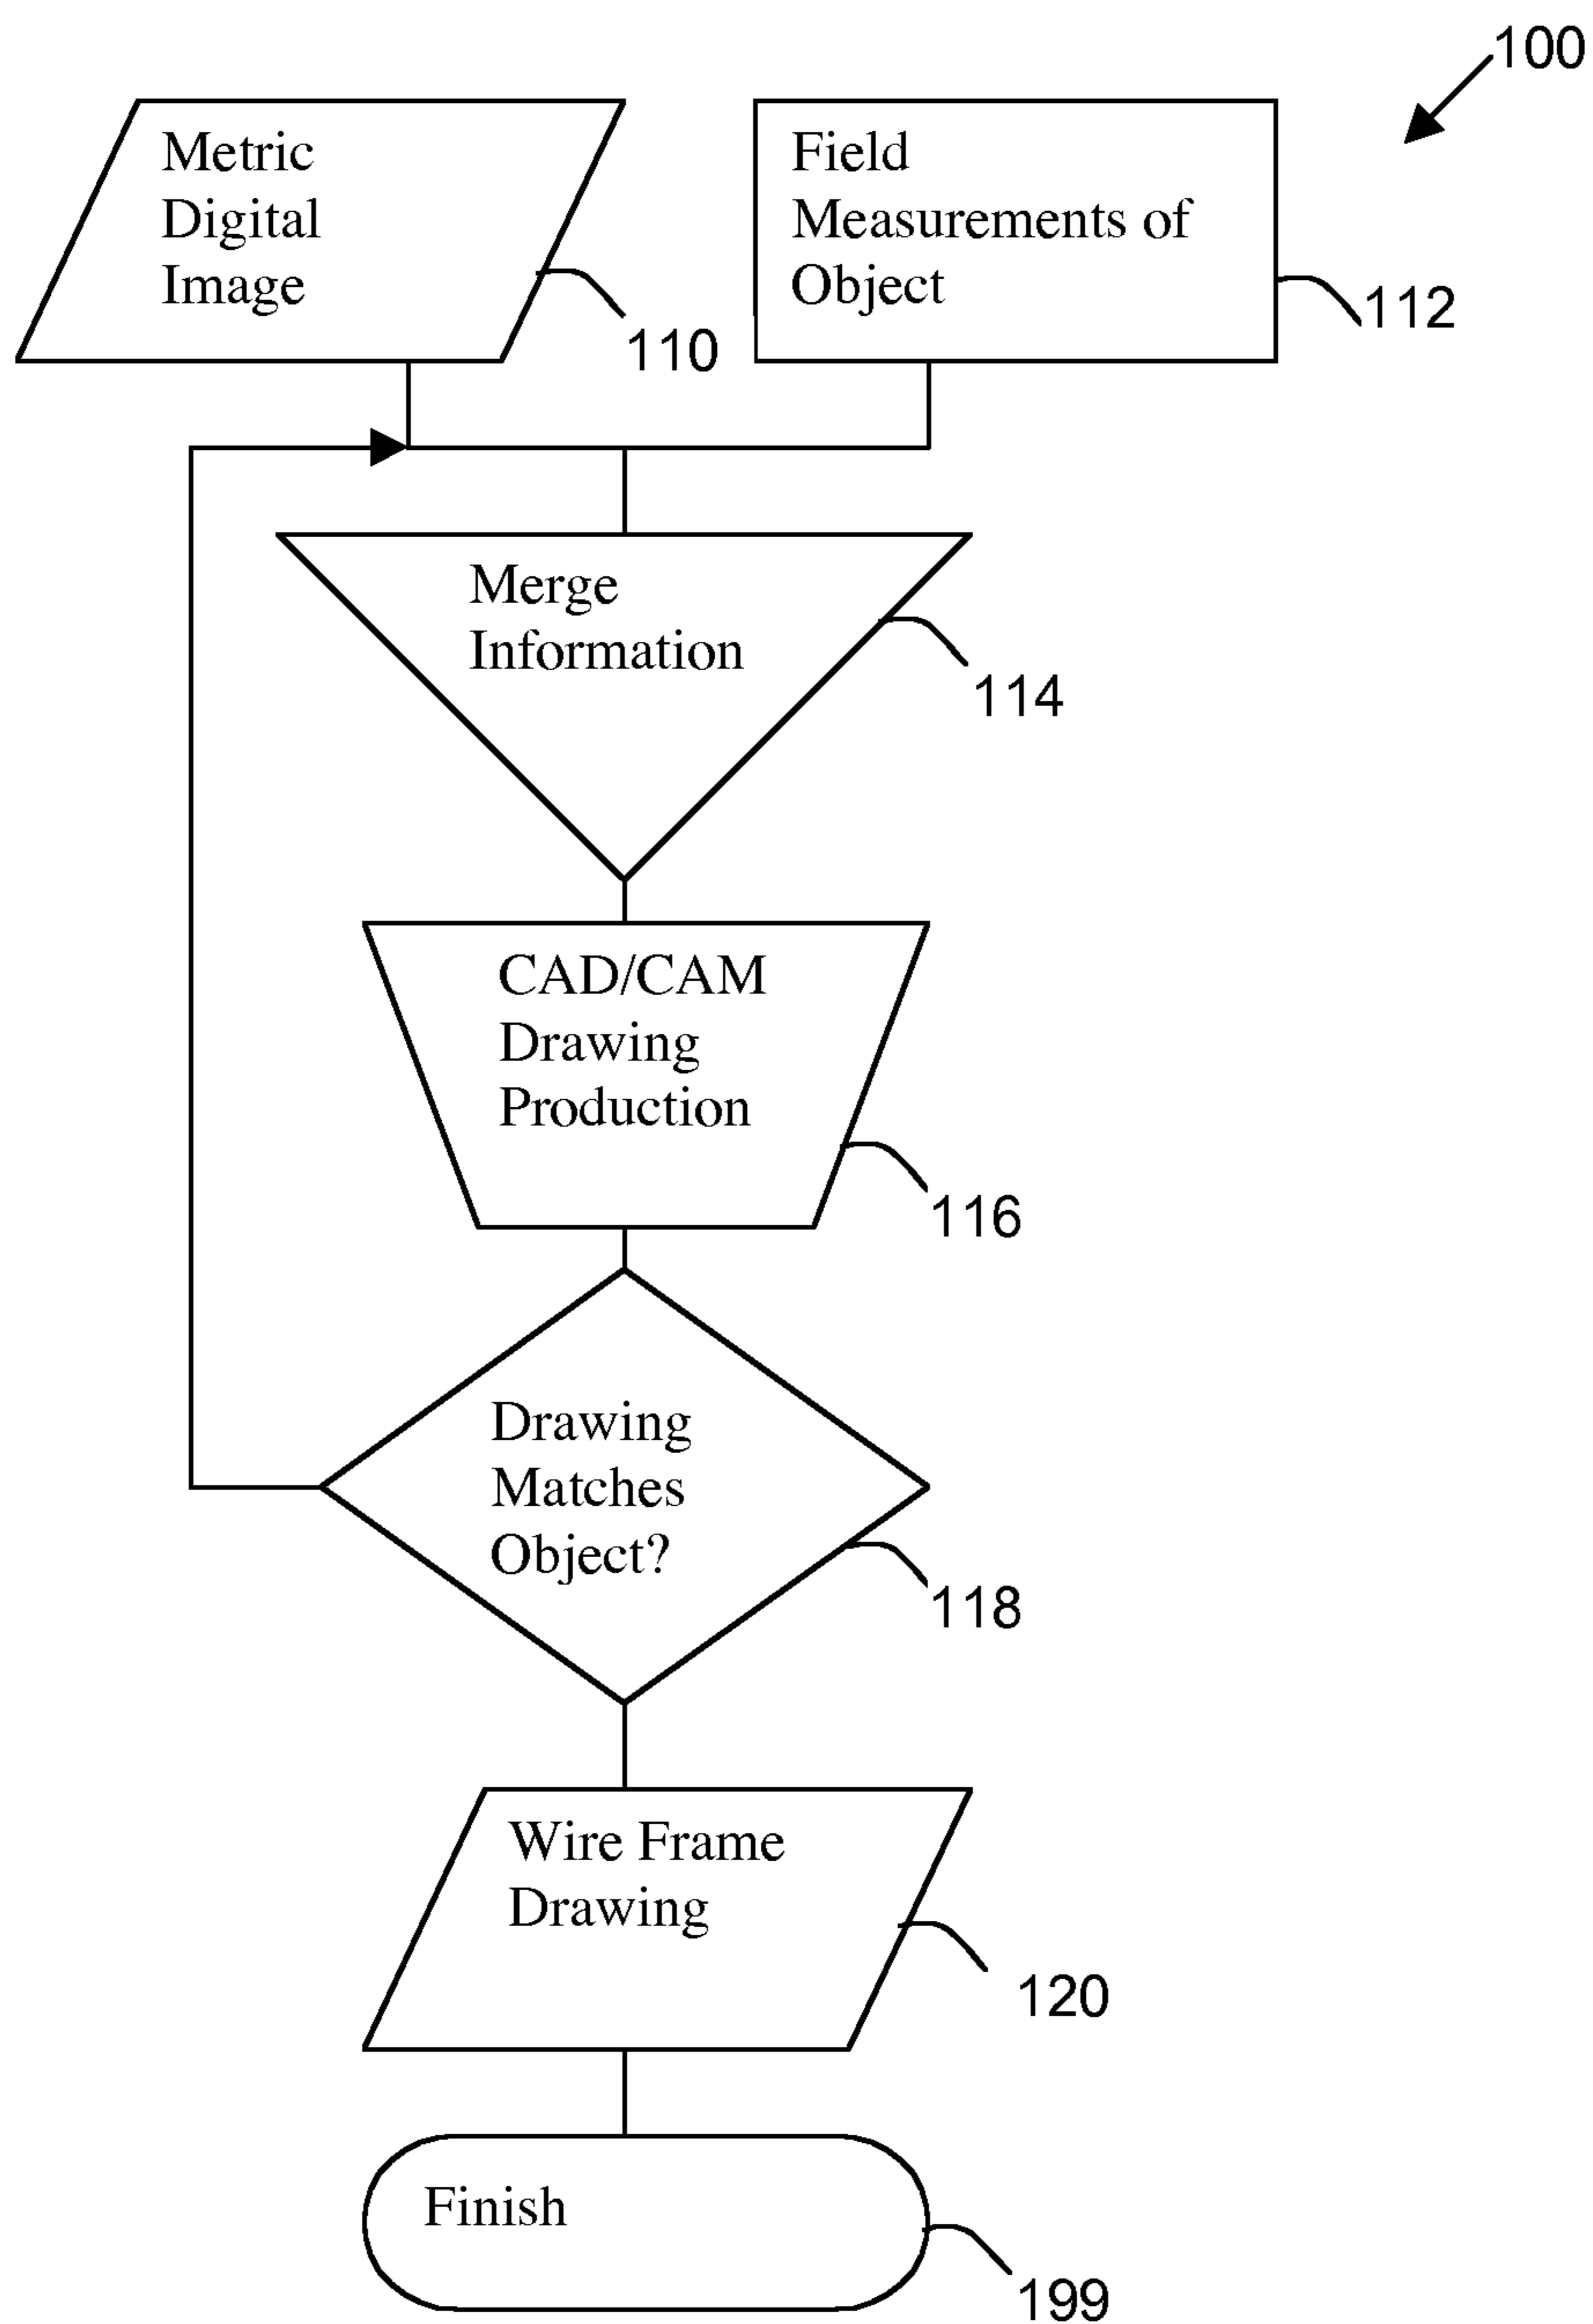 100
Metric
Digital
Image
110
Field
Measurements of
Object
112
Merge
Information
114
CAD/CAM
Drawing
Production
116
Drawing
Matches
Object?
118
Wire Frame
Drawing
120
Finish
199